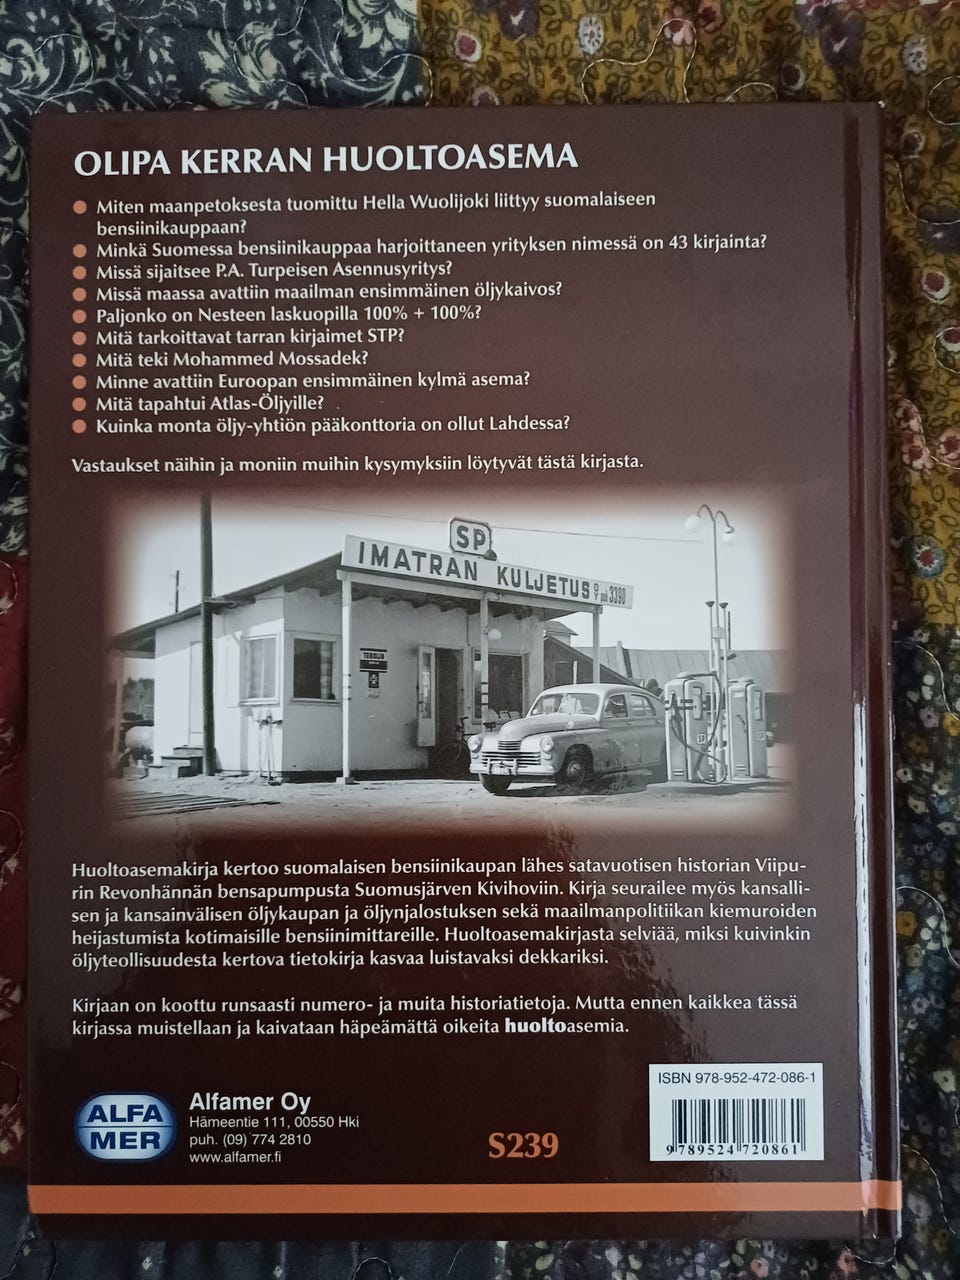 OLIPA KERRAN HUOLTOASEMA
Miten maanpetoksesta tuomittu Hella Wuolijoki liittyy suomalaiseen
bensiinikauppaan?
Minkä Suomessa bensiinikauppaa harjoittaneen yrityksen nimessä on 43 kirjainta?
Missä sijaitsee P.A. Turpeisen Asennusyritys?
Missä maassa avattiin maailman ensimmäinen öljykaivos?
Paljonko on Nesteen laskuopilla 100% + 100%?
Mitä tarkoittavat tarran kirjaimet STP?
Mitä teki Mohammed Mossadek?
Minne avattiin Euroopan ensimmäinen kylmä asema?
Mitä tapahtui Atlas-Öljyille?
Kuinka monta öljy-yhtiön pääkonttoria on ollut Lahdessa?
Vastaukset näihin ja moniin muihin kysymyksiin löytyvät tästä kirjasta.
SP
IMATRAN KULJETUS OY puh 3390
TEBOLIN
SP
Huoltoasemakirja kertoo suomalaisen bensiinikaupan lähes satavuotisen historian Viipu-
rin Revonhännän bensapumpusta Suomusjärven Kivihoviin. Kirja seurailee myös kansalli-
sen ja kansainvälisen öljykaupan ja öljynjalostuksen sekä maailmanpolitiikan kiemuroiden
heijastumista kotimaisille bensiinimittareille. Huoltoasemakirjasta selviää, miksi kuivinkin
öljyteollisuudesta kertova tietokirja kasvaa luistavaksi dekkariksi.
Kirjaan on koottu runsaasti numero- ja muita historiatietoja. Mutta ennen kaikkea tässä
kirjassa muistellaan ja kaivataan häpeämättä oikeita huoltoasemia.
ALFA
MER
Alfamer Oy
Hämeentie 111, 00550 Hki
puh. (09) 774 2810
www.alfamer.fi
S239
ISBN 978-952-472-086-1
9 789524 720861